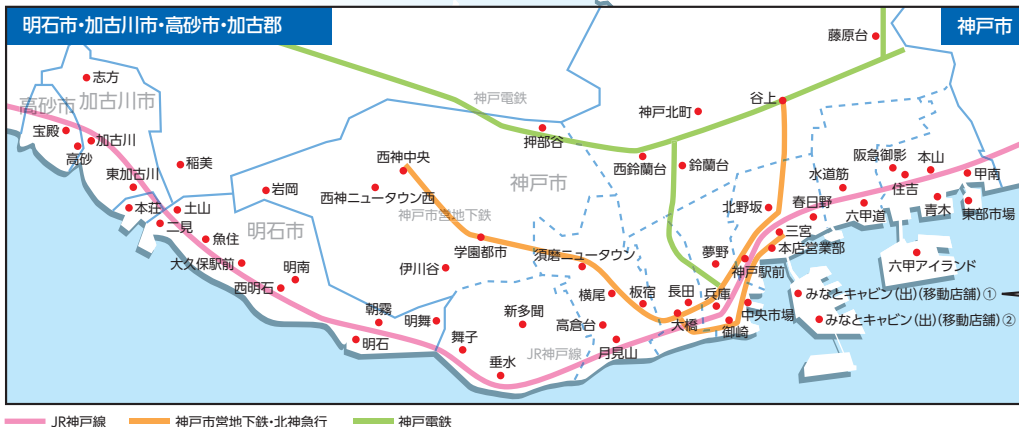 明石市・加古川市・高砂市・加古郡
神戸市
藤原台
志方
高砂市
加古川市
神戸電鉄
神戸北町
谷上
宝殿
加古川
高砂
押部谷
西鈴蘭台
鈴蘭台
阪急御影
本山
稲美
西神中央
神戸市
水道筋
住吉
甲南
東加古川
岩岡
西神ニュータウン西
北野坂
春日野
六甲道
青木
東部市場
本荘
土山
神戸市営地下鉄
三宮
二見
明石市
魚住
学園都市
本店営業部
大久保駅前
伊川谷
須磨ニュータウン
夢野
神戸駅前
六甲アイランド
西明石
明南
横尾
板宿
長田
兵庫
みなとキャビン(出)(移動店舗)①
朝霧
明舞
新多聞
高倉台
大橋
御崎
中央市場
みなとキャビン(出)(移動店舗)②
明石
舞子
月見山
垂水
JR神戸線
JR神戸線
神戸市営地下鉄・北神急行
神戸電鉄